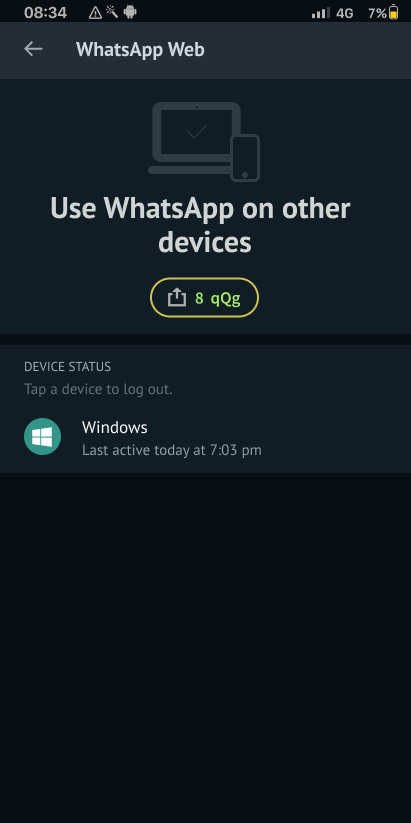 08:34
4G
7%
WhatsApp Web
Use WhatsApp on other
devices
8 qQg
DEVICE STATUS
Tap a device to log out.
Windows
Last active today at 7:03 pm